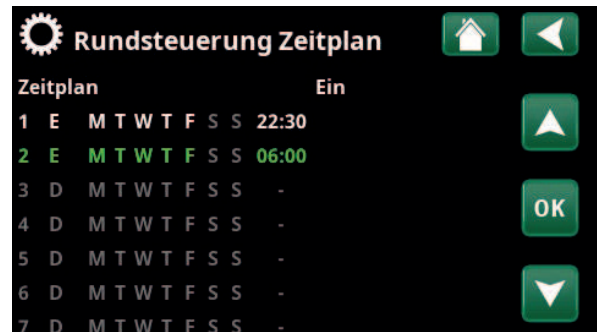 Rundsteuerung Zeitplan
Zeitplan Ein
1 E M T W T F S S 22:30
2 E M T W T F S S 06:00
3 D M T W T F S S -
4 D M T W T F S S -
OK
5 D M T W T F S S -
6 D M T W T F S S -
7 D M T W T F S S